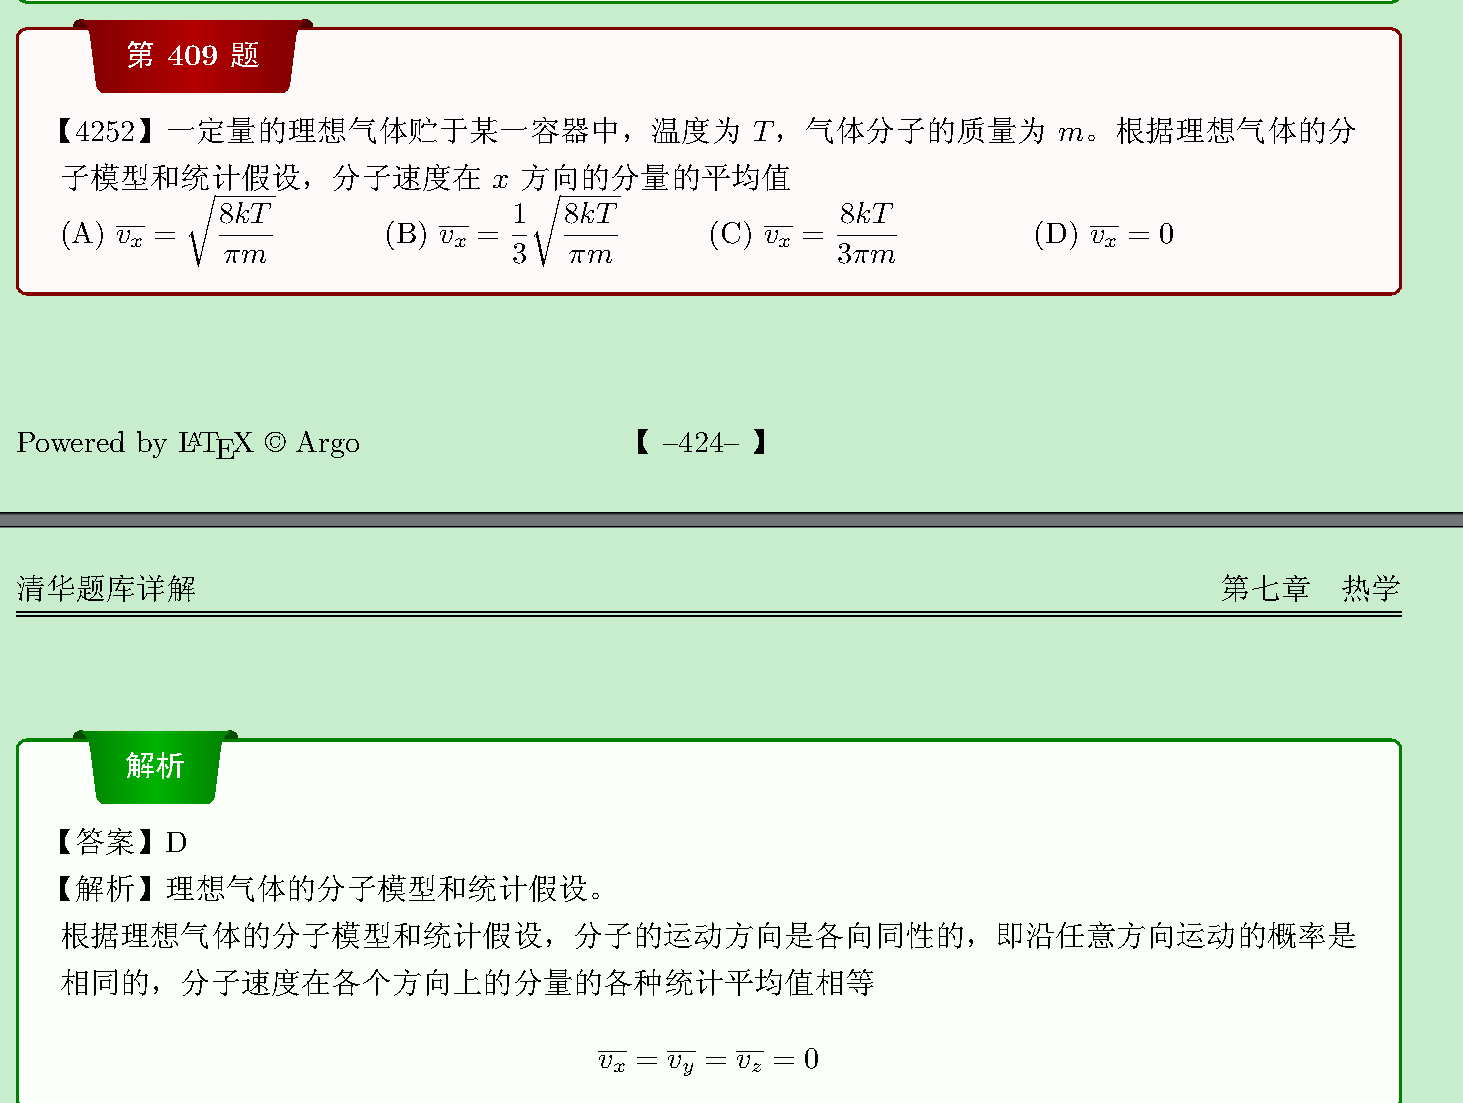 第 409 题
【4252】一定量的理想气体贮于某一容器中，温度为 T，气体分子的质量为 m。根据理想气体的分
子模型和统计假设，分子速度在 x 方向的分量的平均值
(A) $\overline{v_x} = \sqrt{\dfrac{8kT}{\pi m}}$ (B) $\overline{v_x} = \dfrac{1}{3}\sqrt{\dfrac{8kT}{\pi m}}$ (C) $\overline{v_x} = \dfrac{8kT}{3\pi m}$ (D) $\overline{v_x} = 0$
Powered by LATEX © Argo 【 –424– 】
清华题库详解 第七章 热学
解析
【答案】D
【解析】理想气体的分子模型和统计假设。
根据理想气体的分子模型和统计假设，分子的运动方向是各向同性的，即沿任意方向运动的概率是
相同的，分子速度在各个方向上的分量的各种统计平均值相等
$\overline{v_x} = \overline{v_y} = \overline{v_z} = 0$